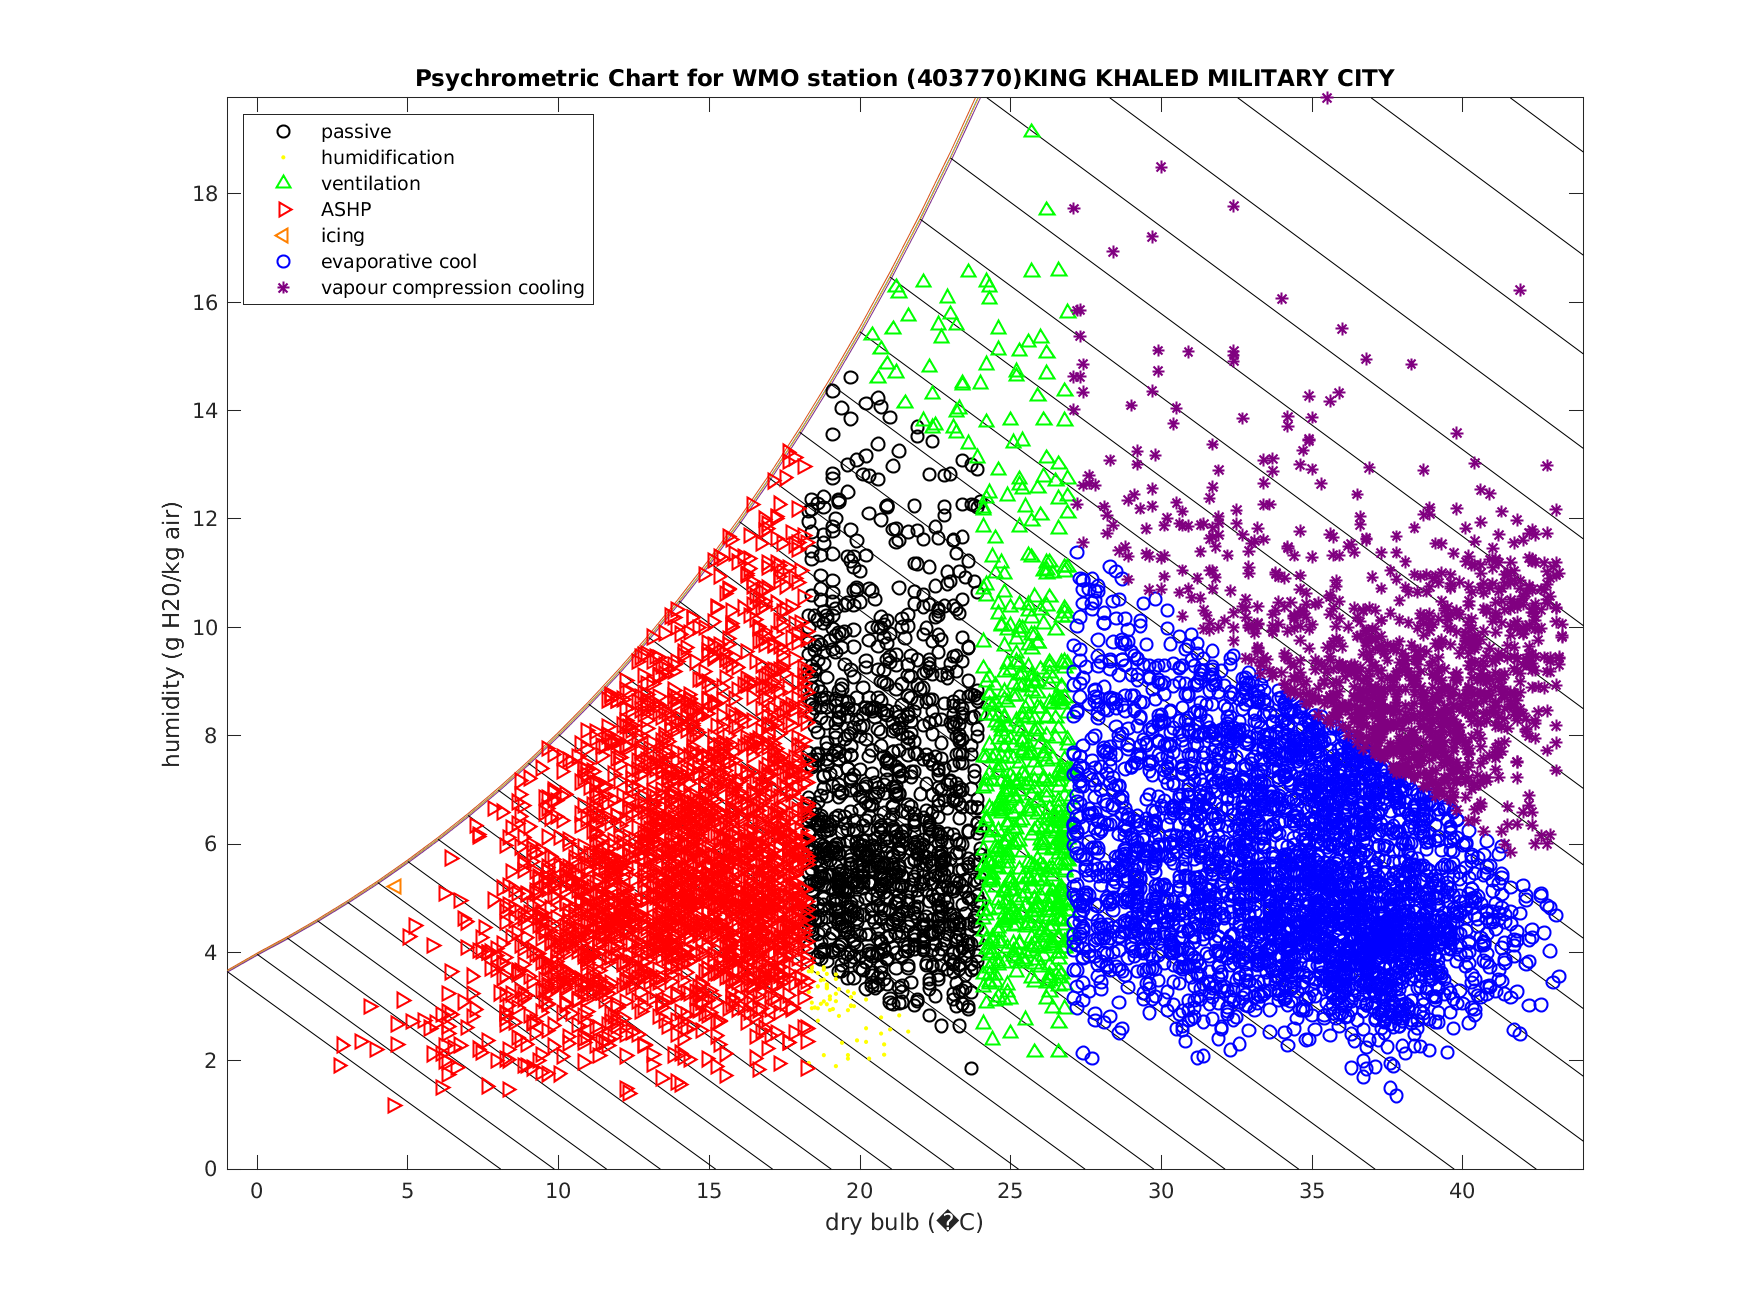 Psychrometric Chart for WMO station (403770)KING KHALED MILITARY CITY
passive
humidification
ventilation
ASHP
icing
evaporative cool
vapour compression cooling
humidity (g H20/kg air)
18
16
14
12
10
8
6
4
2
0
0 5 10 15 20 25 30 35 40
dry bulb (�C)